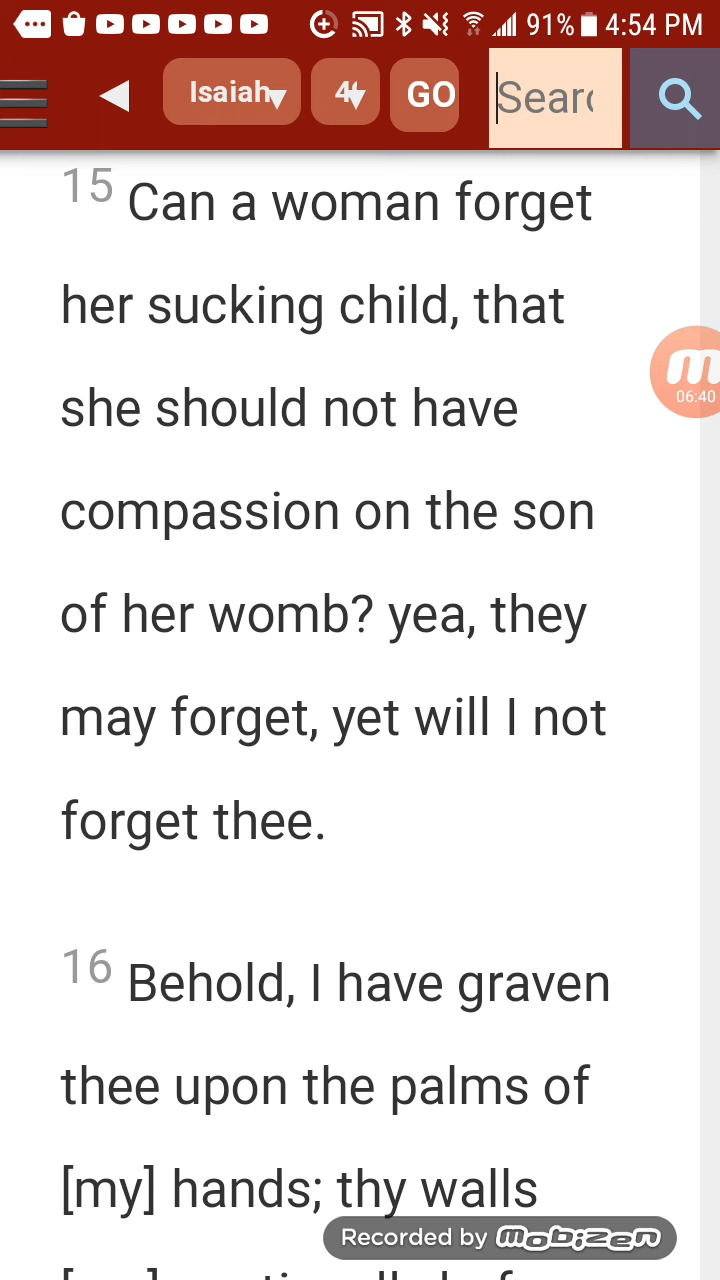 91% 4:54 PM
Isaiah 4 GO Sear
15 Can a woman forget
her sucking child, that
she should not have
06:40
compassion on the son
of her womb? yea, they
may forget, yet will I not
forget thee.
16 Behold, I have graven
thee upon the palms of
[my] hands; thy walls
Recorded by mobizen